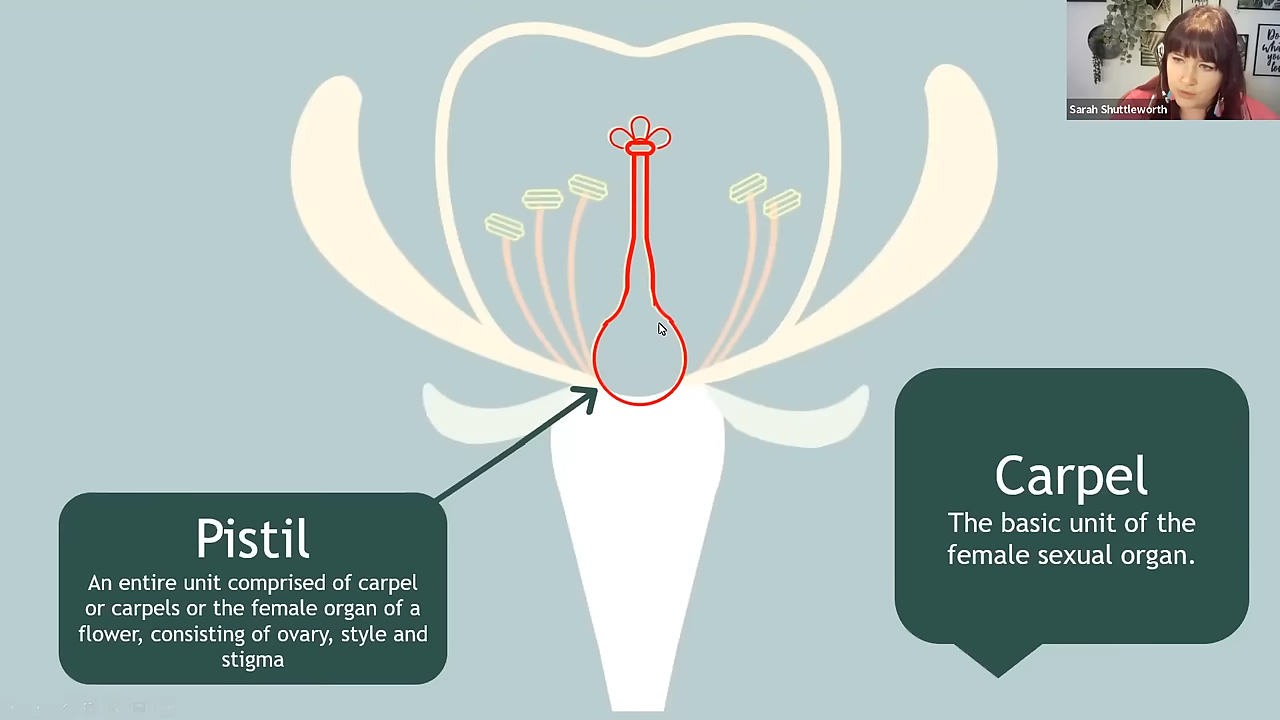 Sarah Shuttleworth
Pistil
An entire unit comprised of carpel
or carpels or the female organ of a
flower, consisting of ovary, style and
stigma
Carpel
The basic unit of the
female sexual organ.